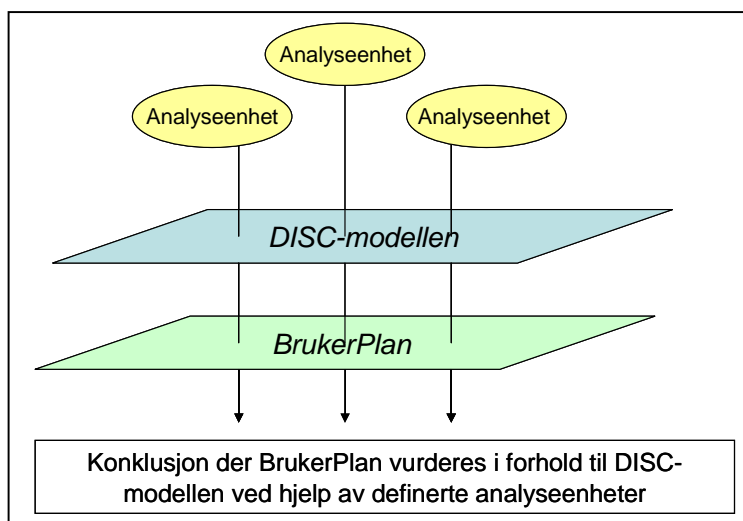 Analyseenhet
Analyseenhet
Analyseenhet
DISC-modellen
BrukerPlan
Konklusjon der BrukerPlan vurderes i forhold til DISC-
modellen ved hjelp av definerte analyseenheter